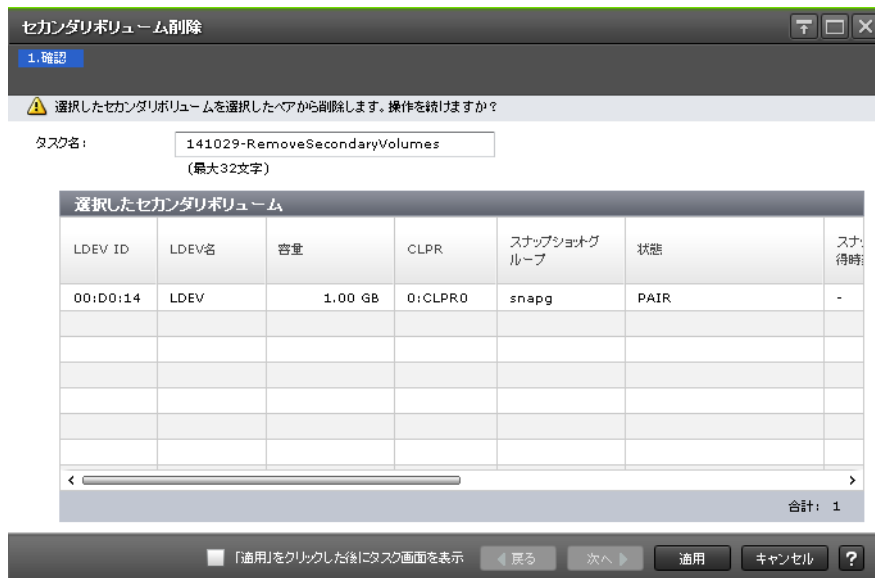 セカンダリボリューム削除
1.確認
選択したセカンダリボリュームを選択したペアから削除します。操作を続けますか?
タスク名:
141029-RemoveSecondaryVolumes
(最大32文字)
選択したセカンダリボリューム
LDEV ID LDEV名 容量 CLPR スナップショットグ 状態 スナ
ループ 得時
00:D0:14 LDEV 1.00 GB 0:CLPR0 snapg PAIR -
合計: 1
「適用」をクリックした後にタスク画面を表示 戻る 次へ 適用 キャンセル ?